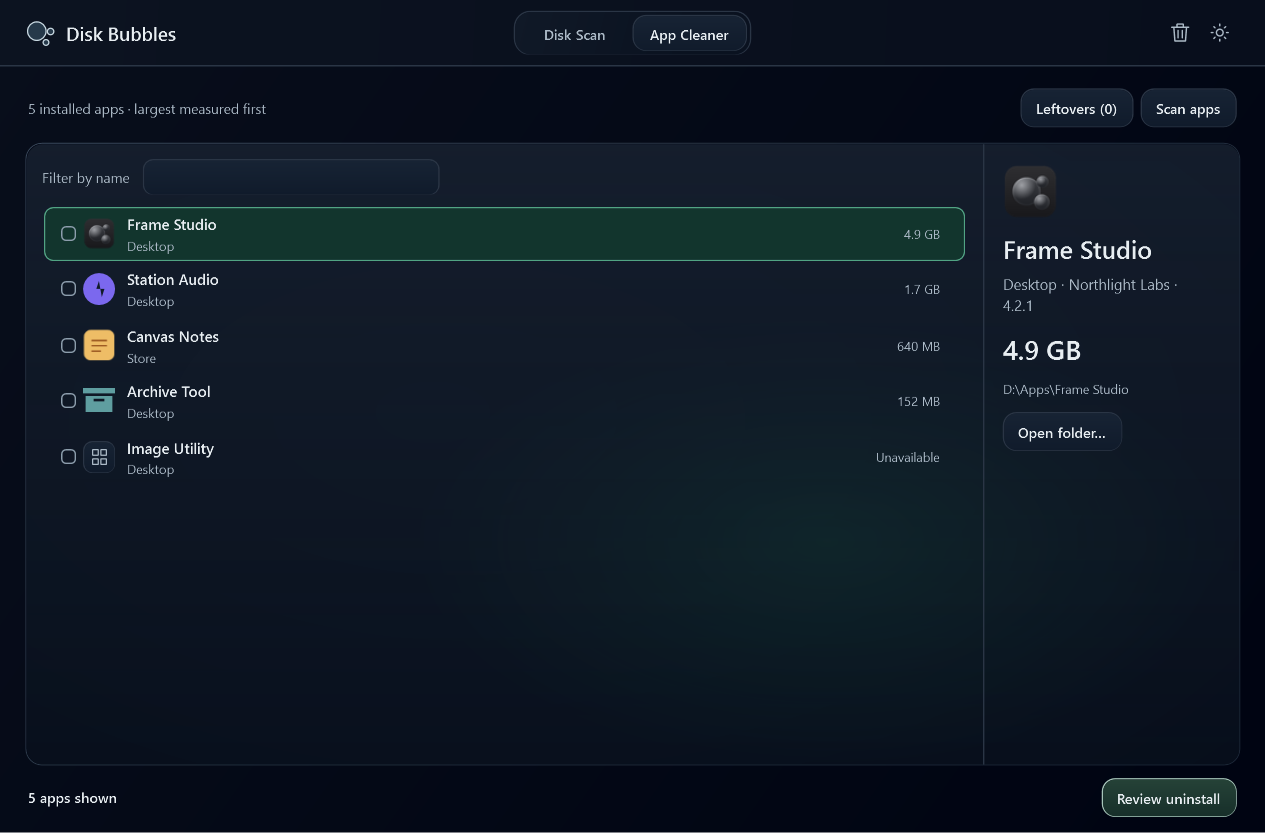 Disk Bubbles
Disk Scan
App Cleaner
5 installed apps · largest measured first
Leftovers (0)
Scan apps
Filter by name
Frame Studio
Desktop
4.9 GB
Station Audio
Desktop
1.7 GB
Canvas Notes
Store
640 MB
Archive Tool
Desktop
152 MB
Image Utility
Desktop
Unavailable
Frame Studio
Desktop · Northlight Labs ·
4.2.1
4.9 GB
D:\Apps\Frame Studio
Open folder...
5 apps shown
Review uninstall